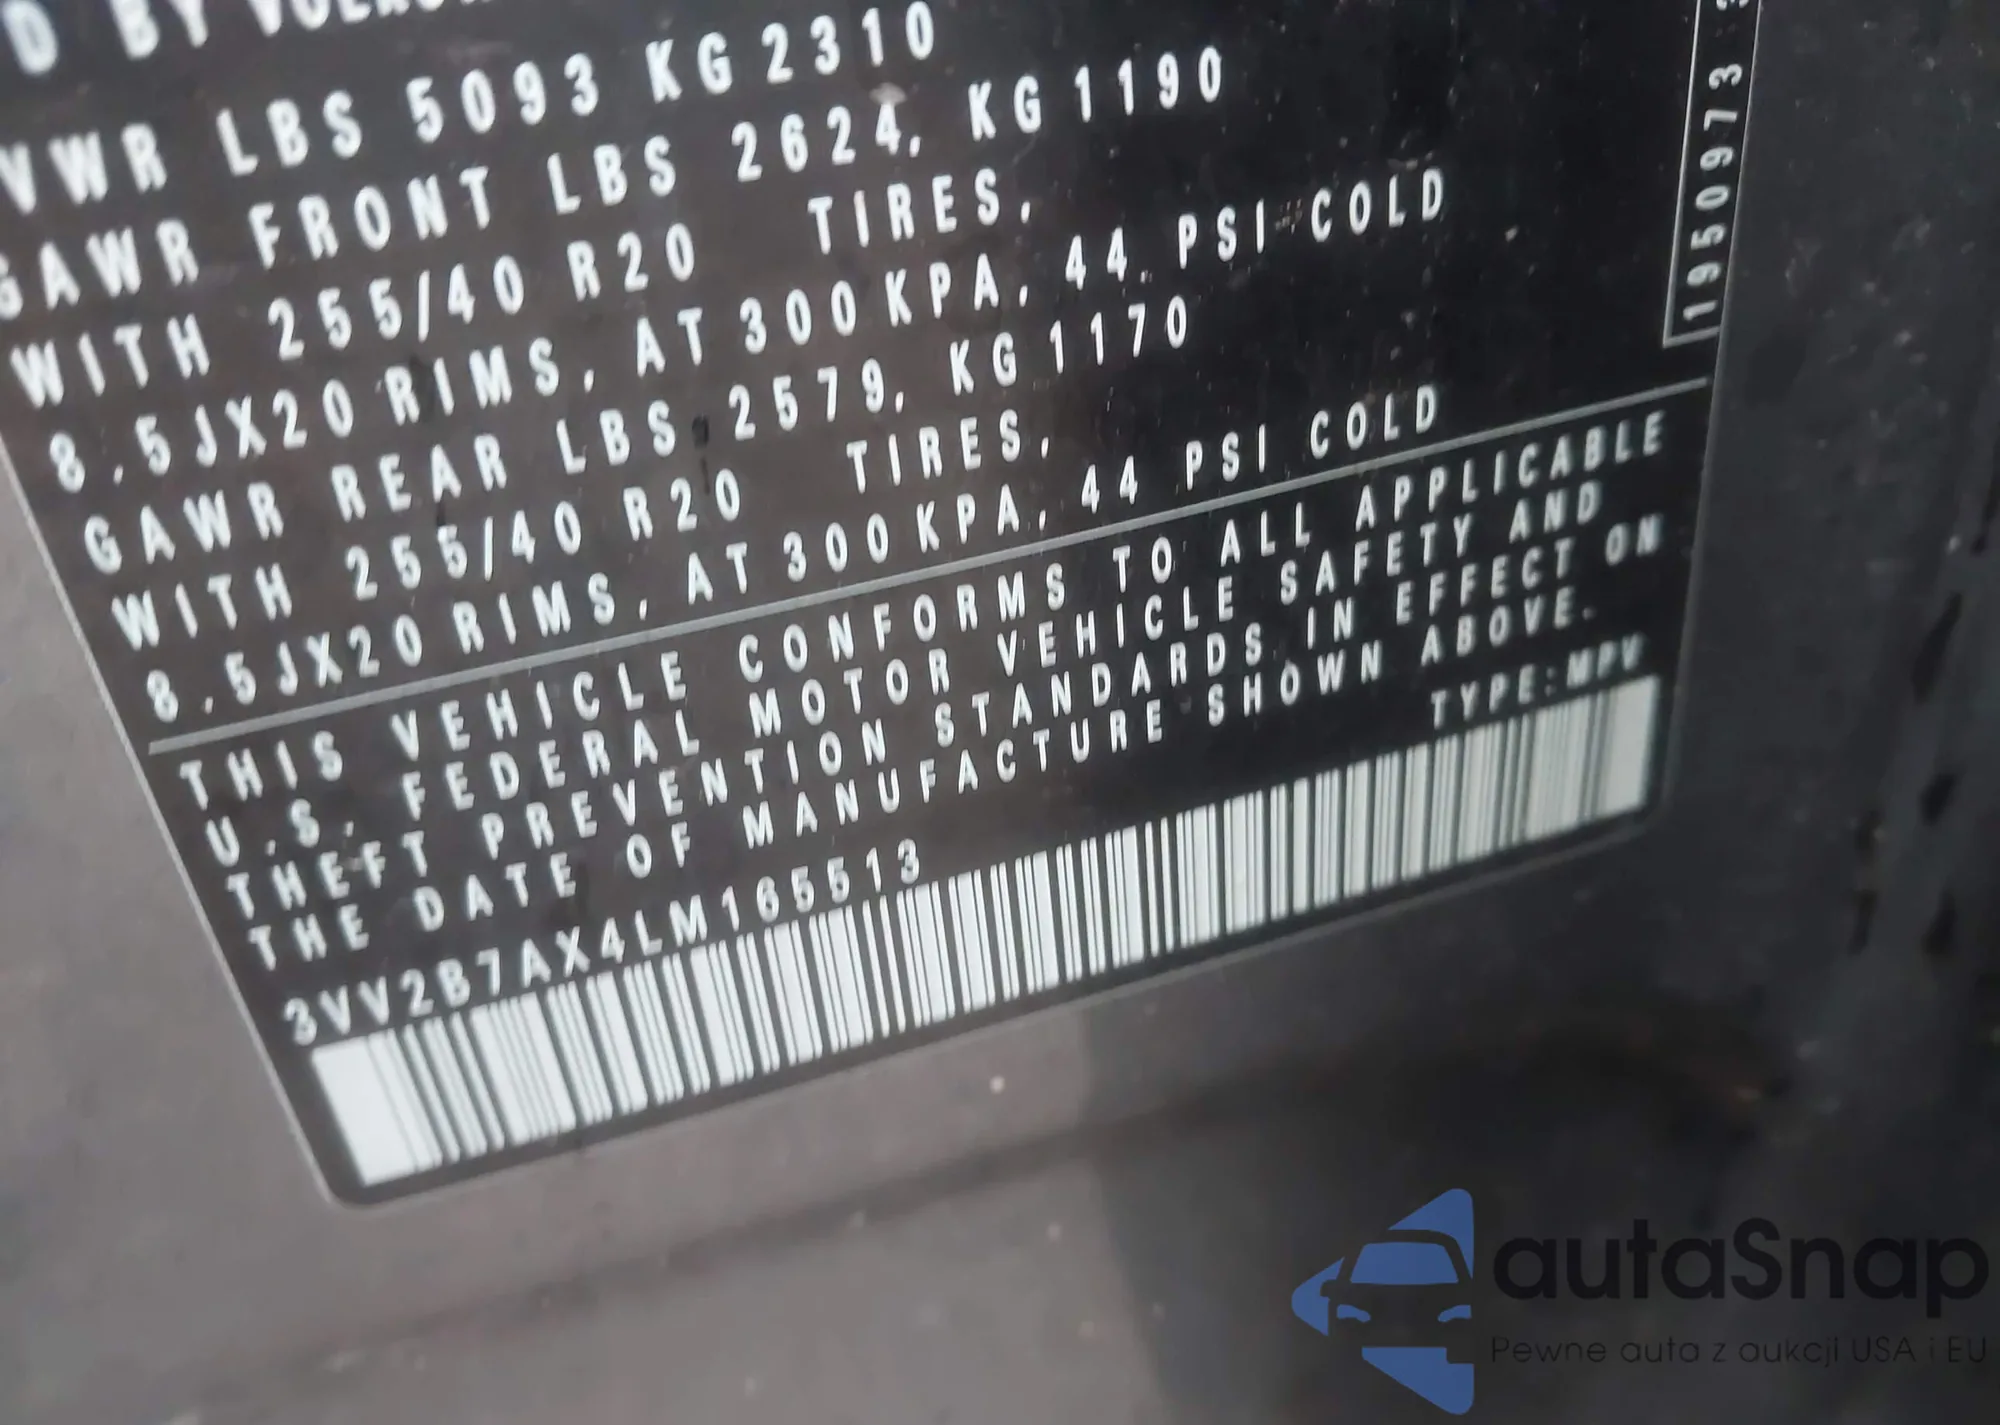 D BY
VWR LBS 5093 KG 2310
GAWR FRONT LBS 2624, KG 1190
WITH 255/40 R20 TIRES,
8.5JX20 RIMS, AT 300 KPA, 44 PSI COLD
GAWR REAR LBS 2579, KG 1170
WITH 255/40 R20 TIRES,
8.5JX20 RIMS, AT 300 KPA, 44 PSI COLD
THIS VEHICLE CONFORMS TO ALL APPLICABLE
U.S. FEDERAL MOTOR VEHICLE SAFETY AND
THEFT PREVENTION STANDARDS IN EFFECT ON
THE DATE OF MANUFACTURE SHOWN ABOVE.
TYPE:MPV
3VV2B7AX4LM165513
19509733
autaSnap
Pewne auta z aukcji USA i EU